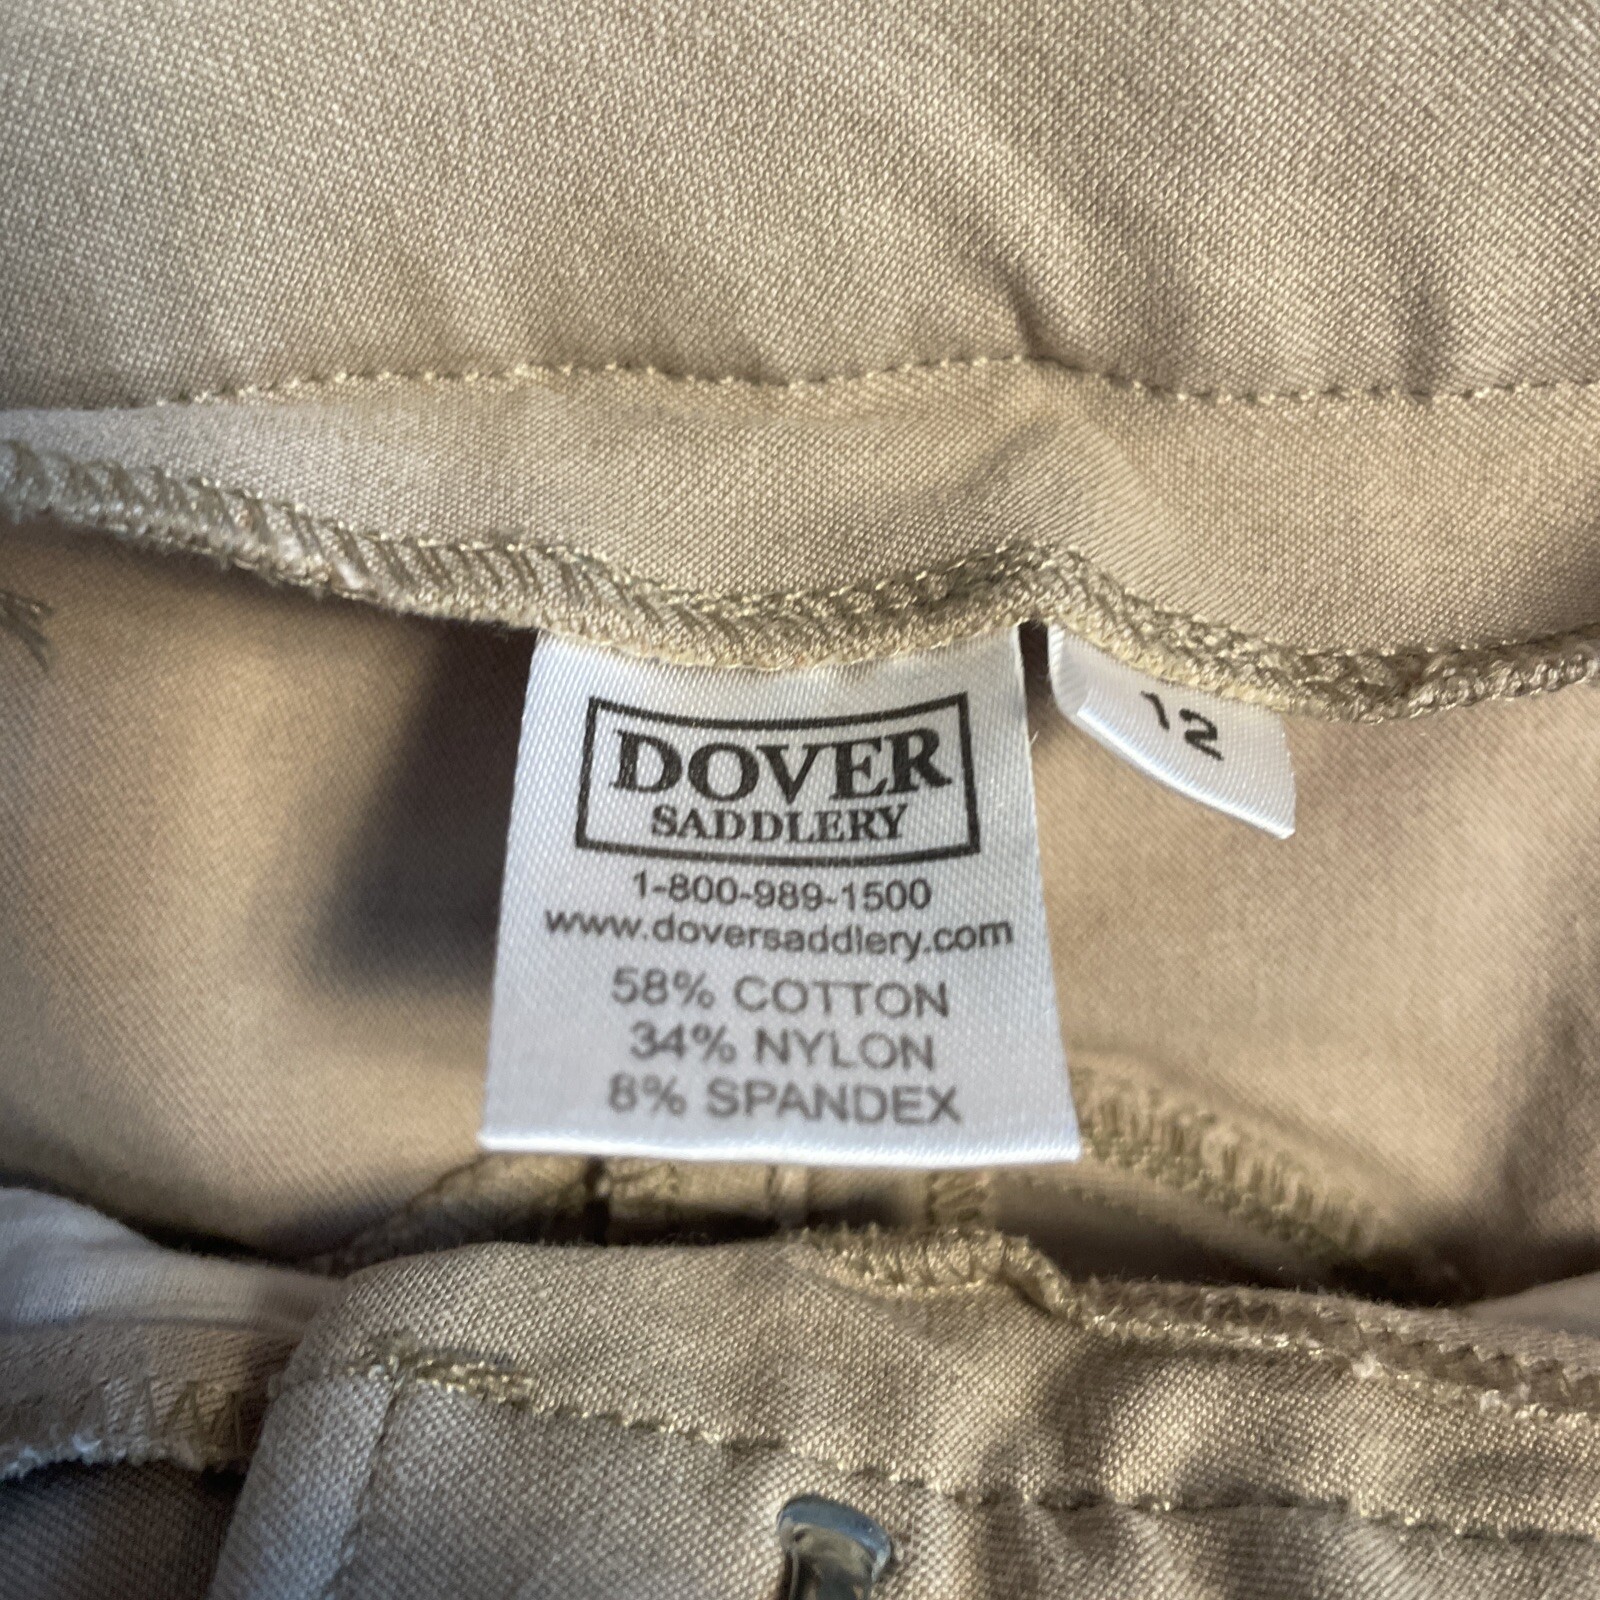 DOVER
SADDLERY
1-800-989-1500
www.doversaddlery.com
58% COTTON
34% NYLON
8% SPANDEX
12